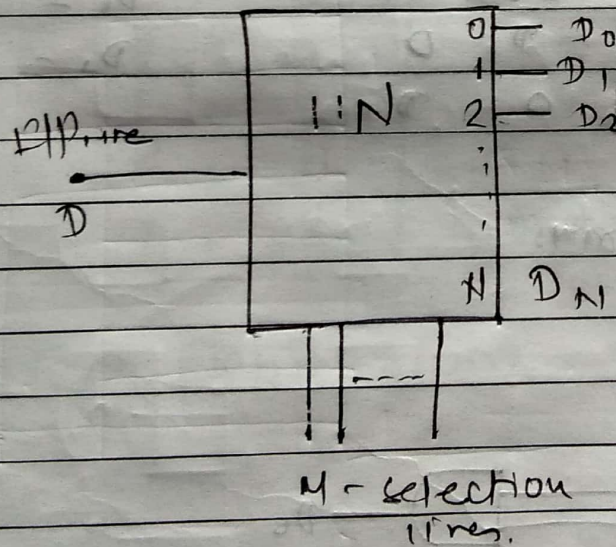 0 D0
1 D1
1:N 2 D2
I/P line
D
N DN
M - selection
lines.